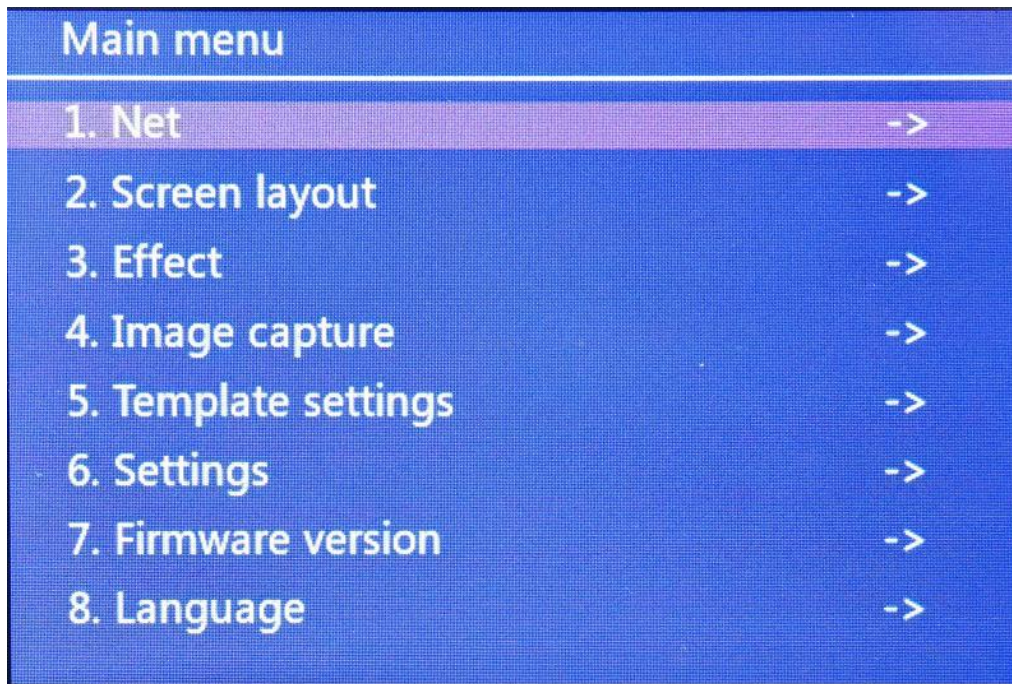 Main menu
1. Net ->
2. Screen layout ->
3. Effect ->
4. Image capture ->
5. Template settings ->
6. Settings ->
7. Firmware version ->
8. Language ->